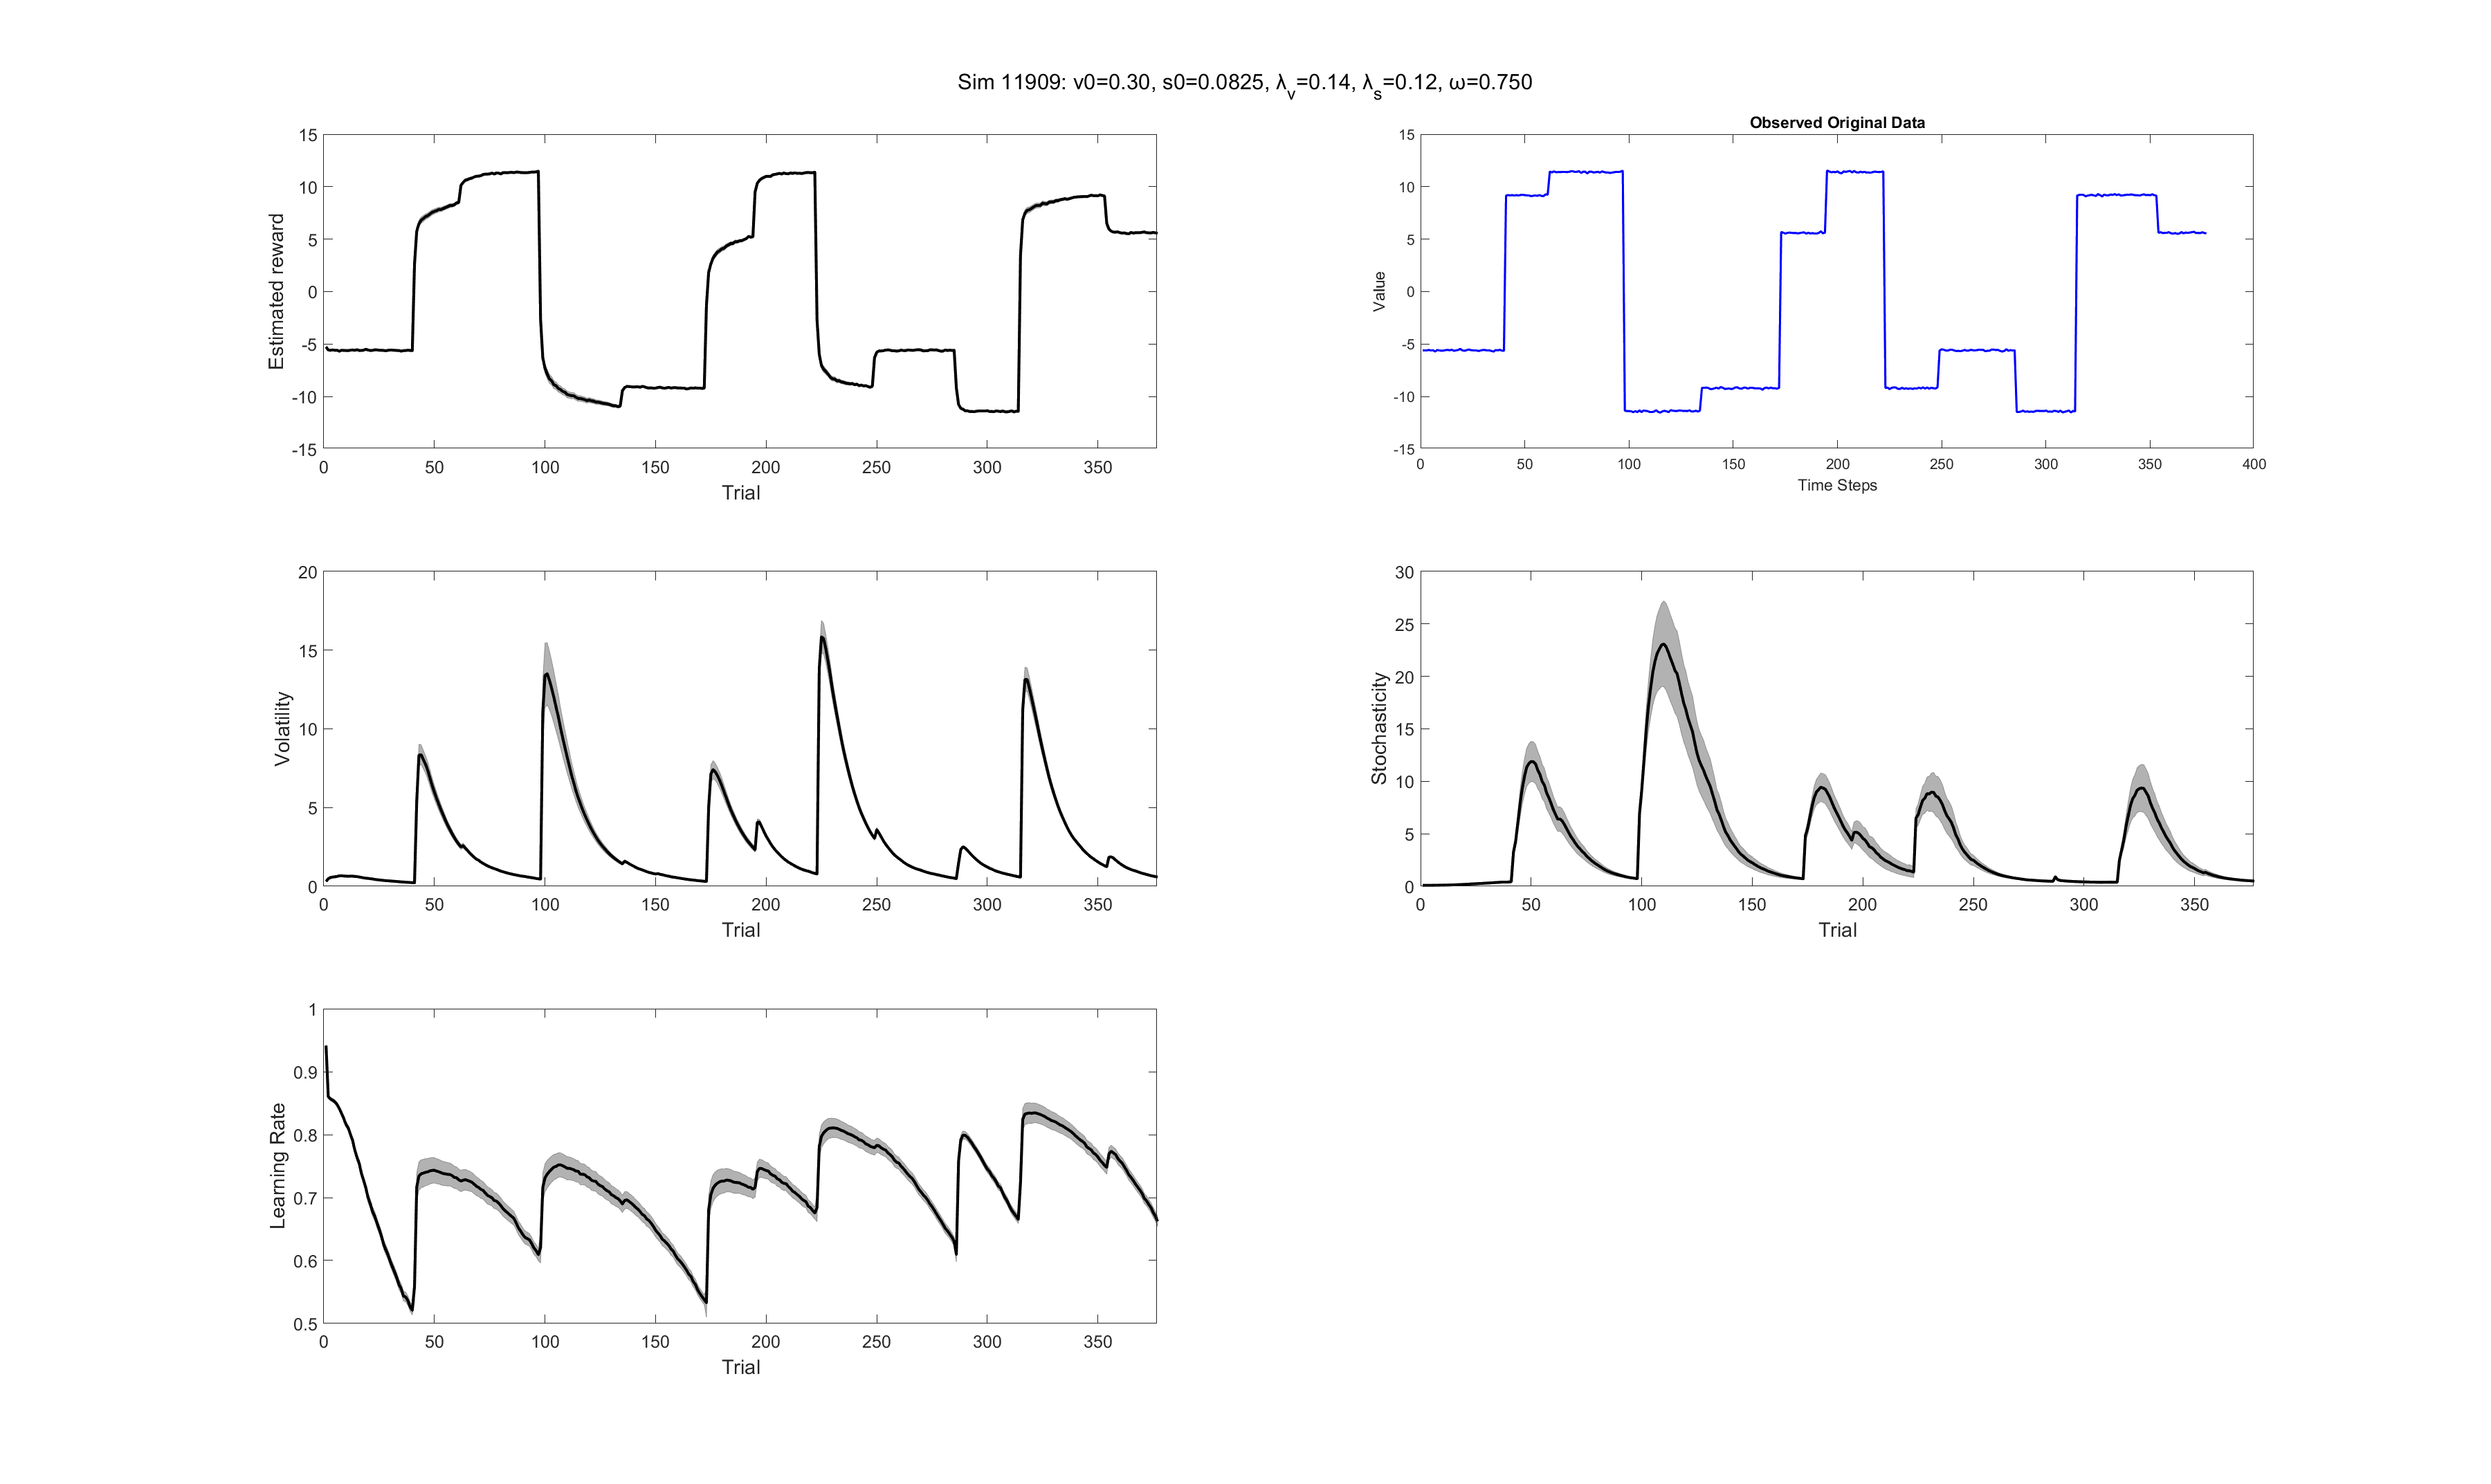 Sim 11909: v0=0.30, s0=0.0825, λv=0.14, λs=0.12, ω=0.750
15
10
5
0
-5
-10
-15
Estimated reward
0 50 100 150 200 250 300 350
Trial
Observed Original Data
15
10
5
0
-5
-10
-15
Value
0 50 100 150 200 250 300 350 400
Time Steps
20
15
10
5
0
Volatility
0 50 100 150 200 250 300 350
Trial
30
25
20
15
10
5
0
Stochasticity
0 50 100 150 200 250 300 350
Trial
1
0.9
0.8
0.7
0.6
0.5
Learning Rate
0 50 100 150 200 250 300 350
Trial